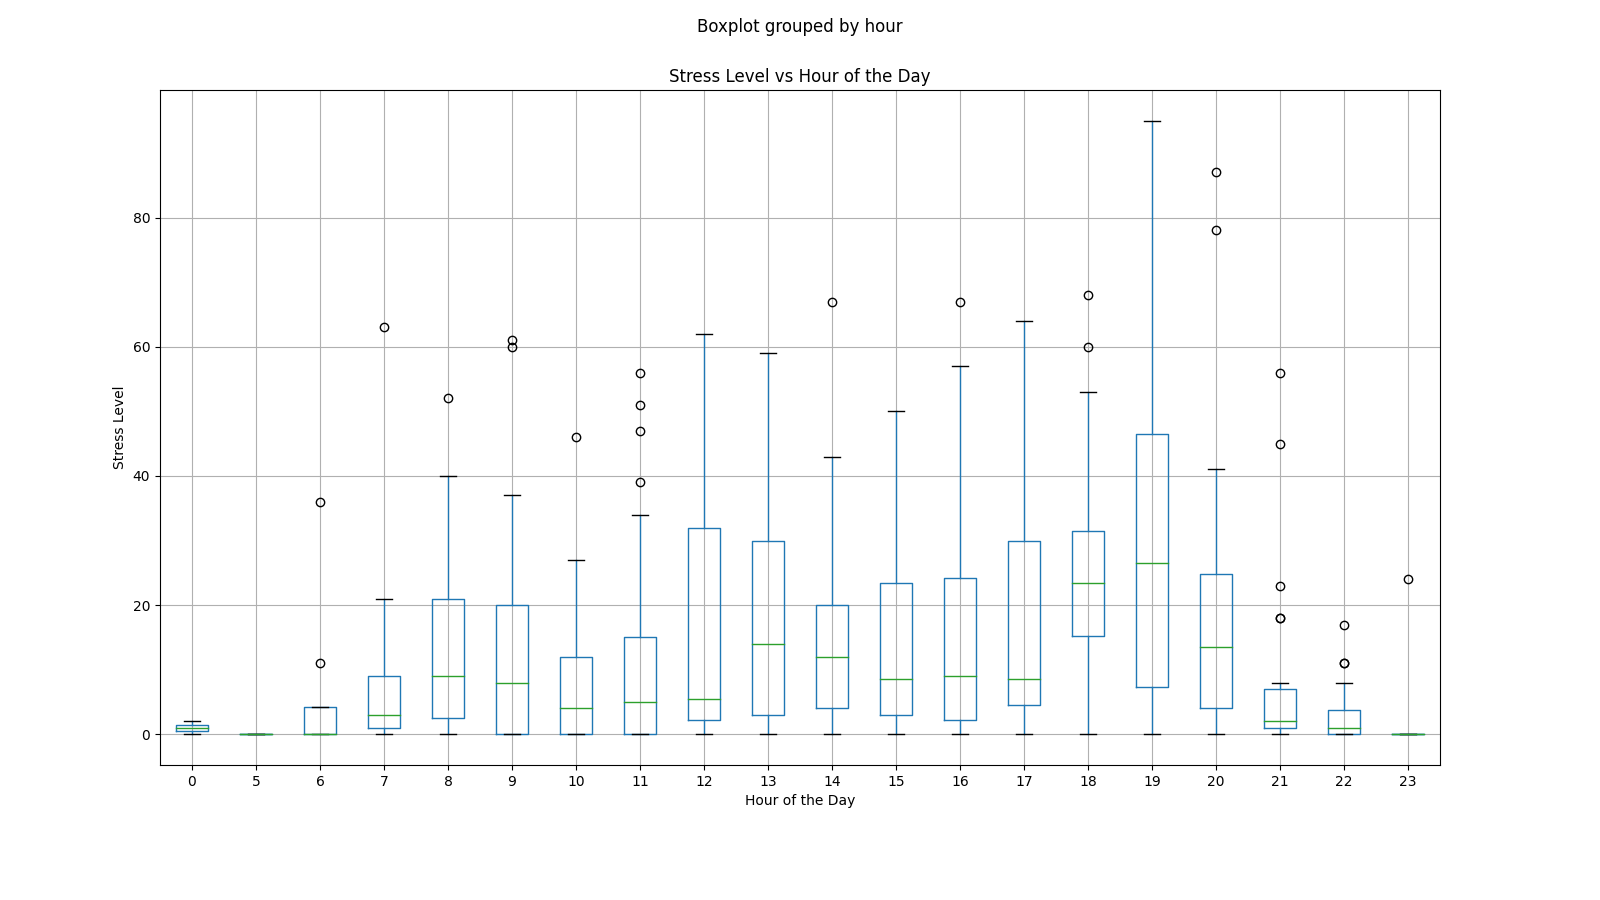 Boxplot grouped by hour
Stress Level vs Hour of the Day
80
60
40
20
0
Stress Level
0 5 6 7 8 9 10 11 12 13 14 15 16 17 18 19 20 21 22 23
Hour of the Day